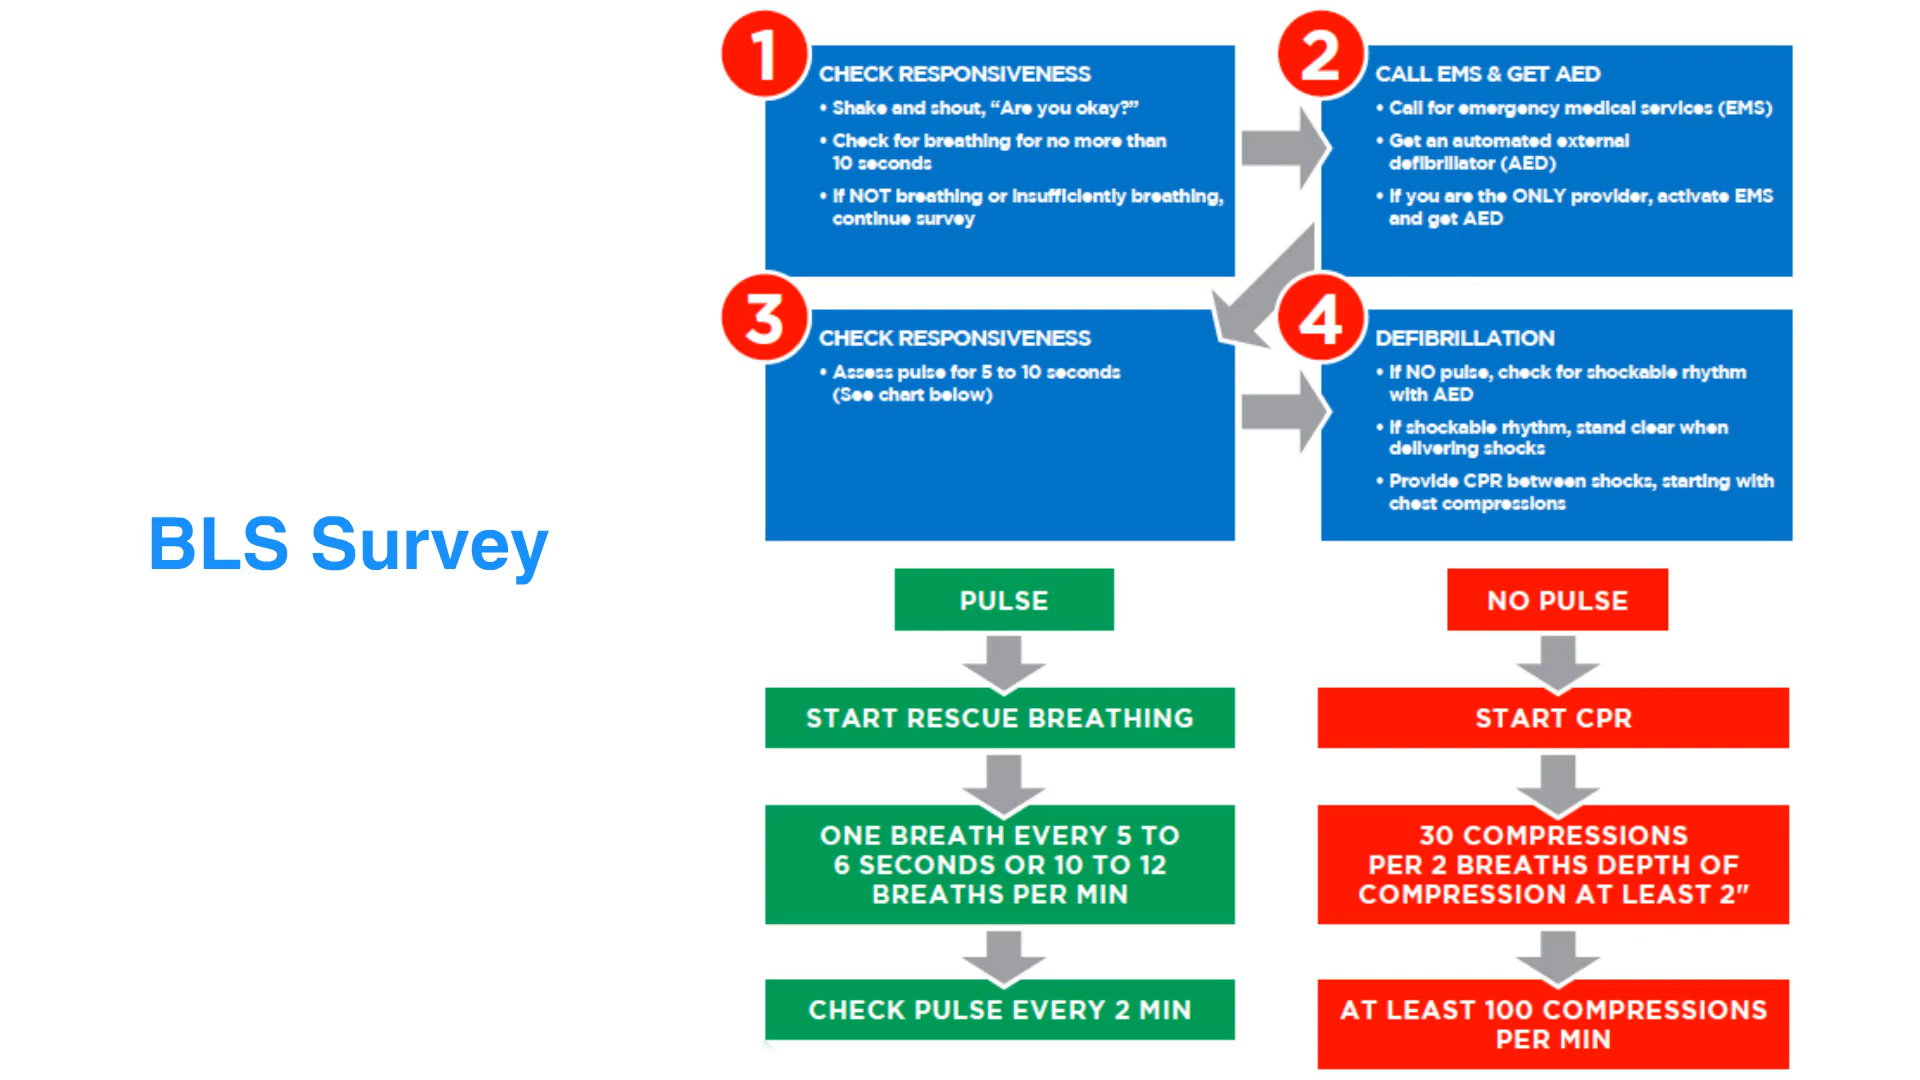 BLS Survey
1
CHECK RESPONSIVENESS
• Shake and shout, “Are you okay?”
• Check for breathing for no more than
10 seconds
• If NOT breathing or insufficiently breathing,
continue survey
2
CALL EMS & GET AED
• Call for emergency medical services (EMS)
• Get an automated external
defibrillator (AED)
• If you are the ONLY provider, activate EMS
and get AED
3
CHECK RESPONSIVENESS
• Assess pulse for 5 to 10 seconds
(See chart below)
4
DEFIBRILLATION
• If NO pulse, check for shockable rhythm
with AED
• If shockable rhythm, stand clear when
delivering shocks
• Provide CPR between shocks, starting with
chest compressions
PULSE
START RESCUE BREATHING
ONE BREATH EVERY 5 TO
6 SECONDS OR 10 TO 12
BREATHS PER MIN
CHECK PULSE EVERY 2 MIN
NO PULSE
START CPR
30 COMPRESSIONS
PER 2 BREATHS DEPTH OF
COMPRESSION AT LEAST 2"
AT LEAST 100 COMPRESSIONS
PER MIN